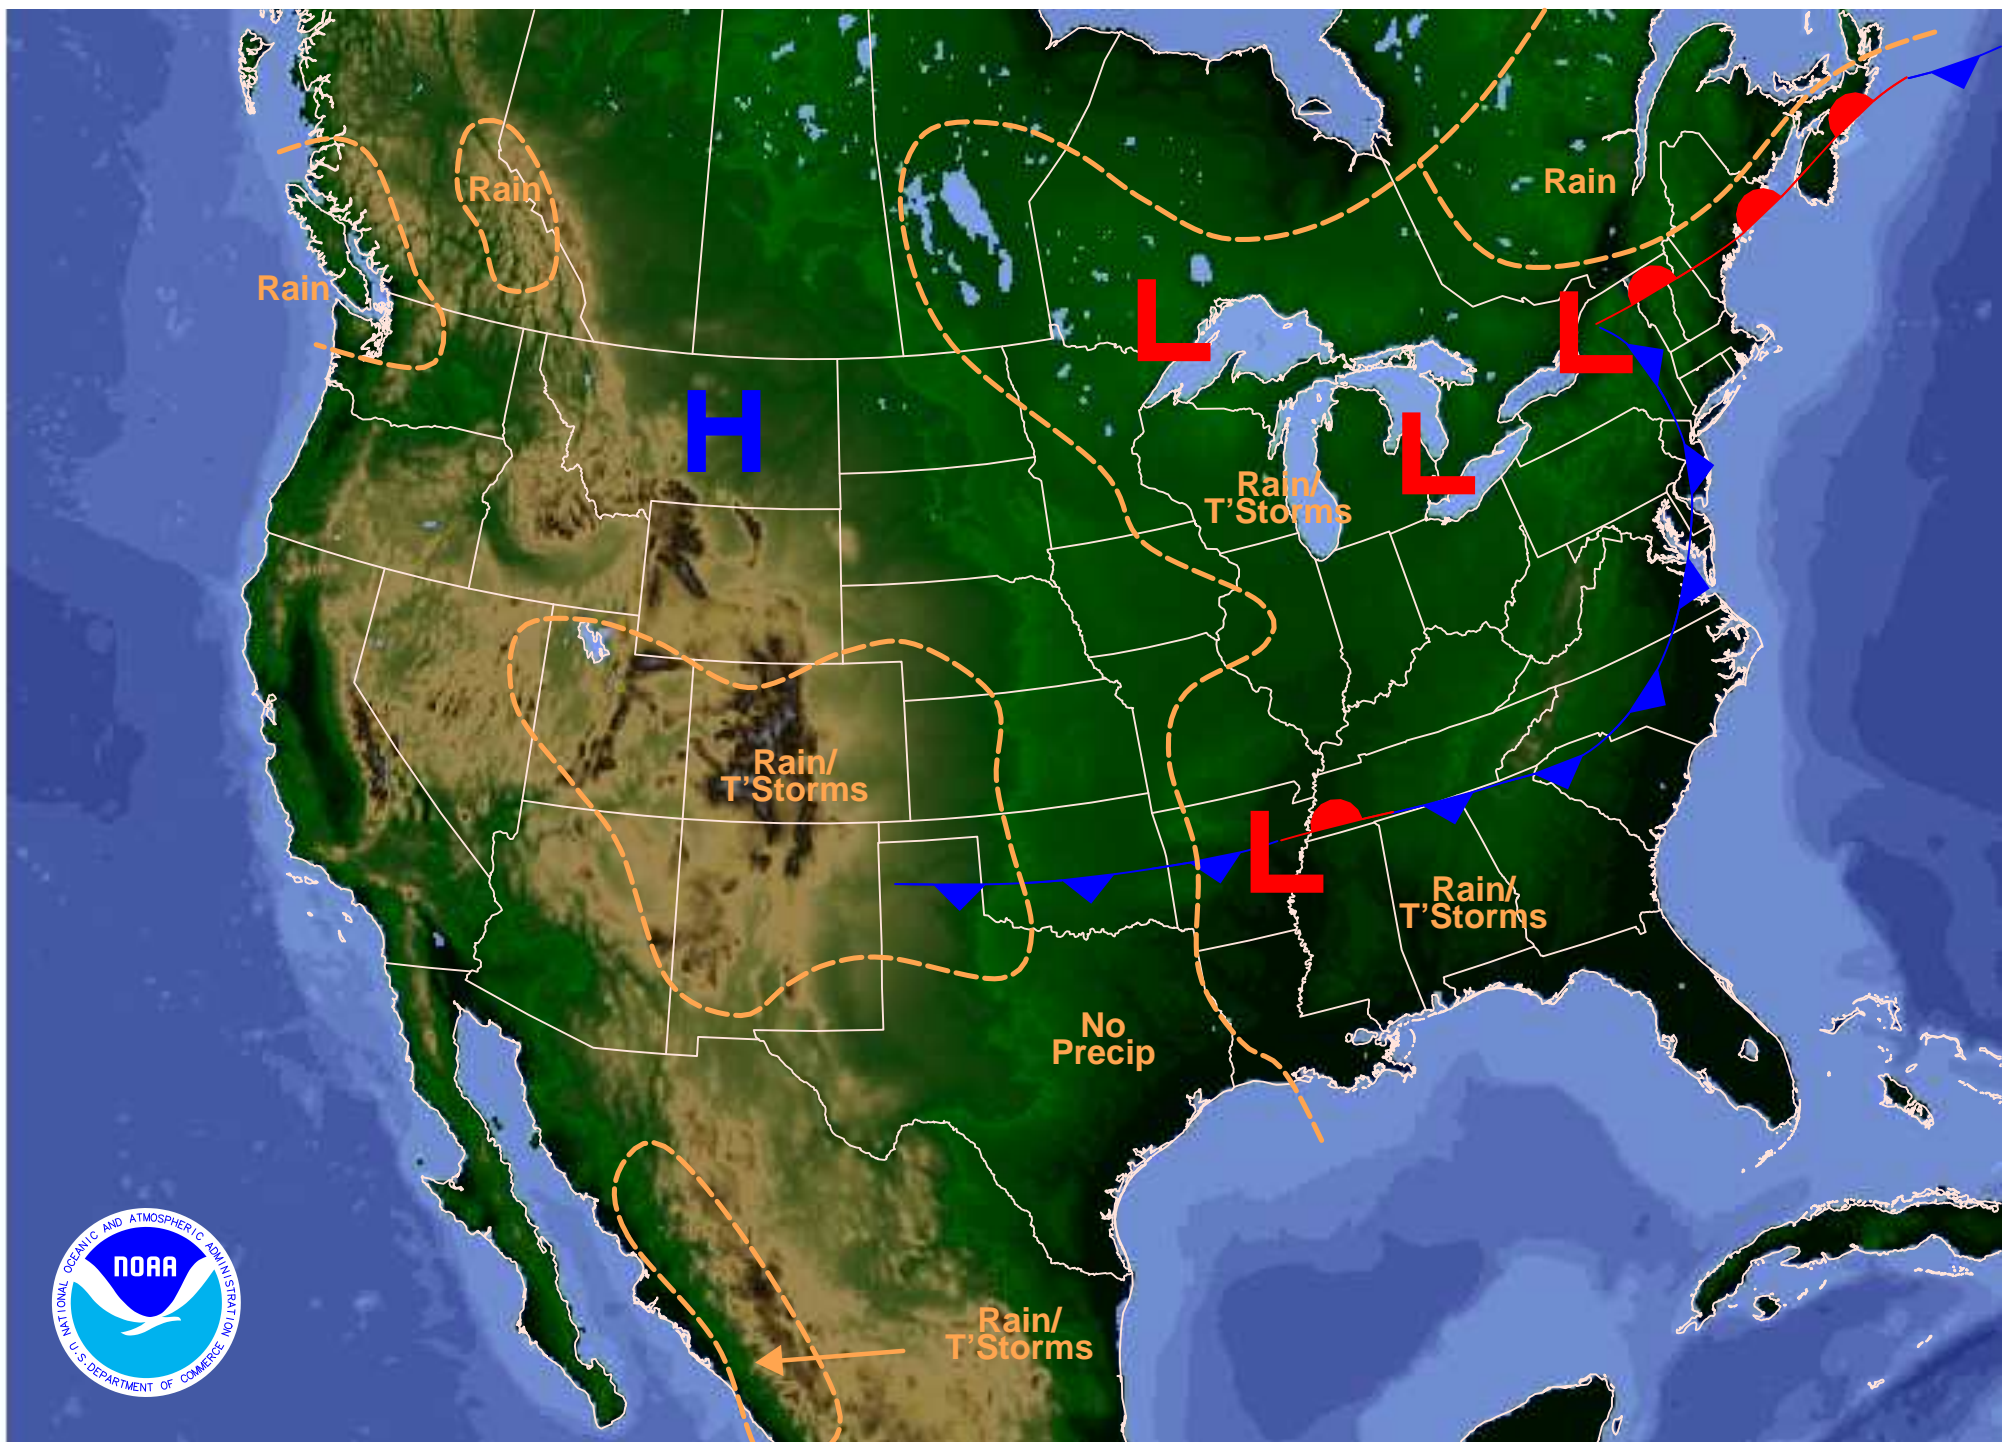 Rain
Rain
Rain
L
L
H
L
Rain/
T'Storms
Rain/
T'Storms
L
Rain/
T'Storms
No
Precip
Rain/
T'Storms
NATIONAL OCEANIC AND ATMOSPHERIC ADMINISTRATION
NOAA
U.S. DEPARTMENT OF COMMERCE